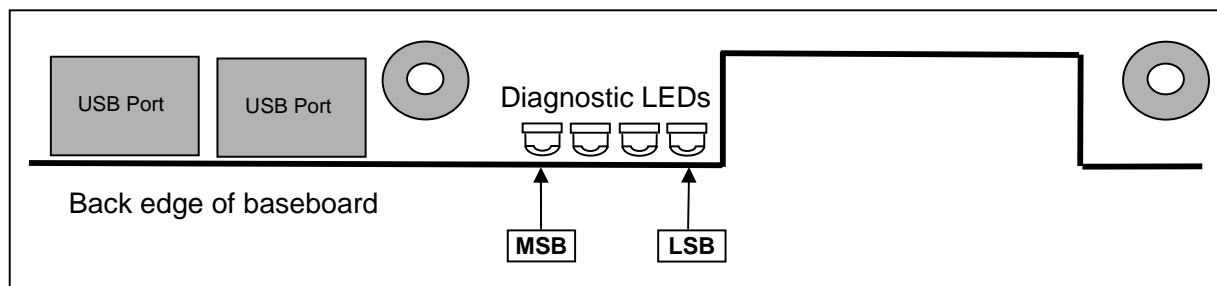 USB Port
USB Port
Diagnostic LEDs
Back edge of baseboard
MSB
LSB